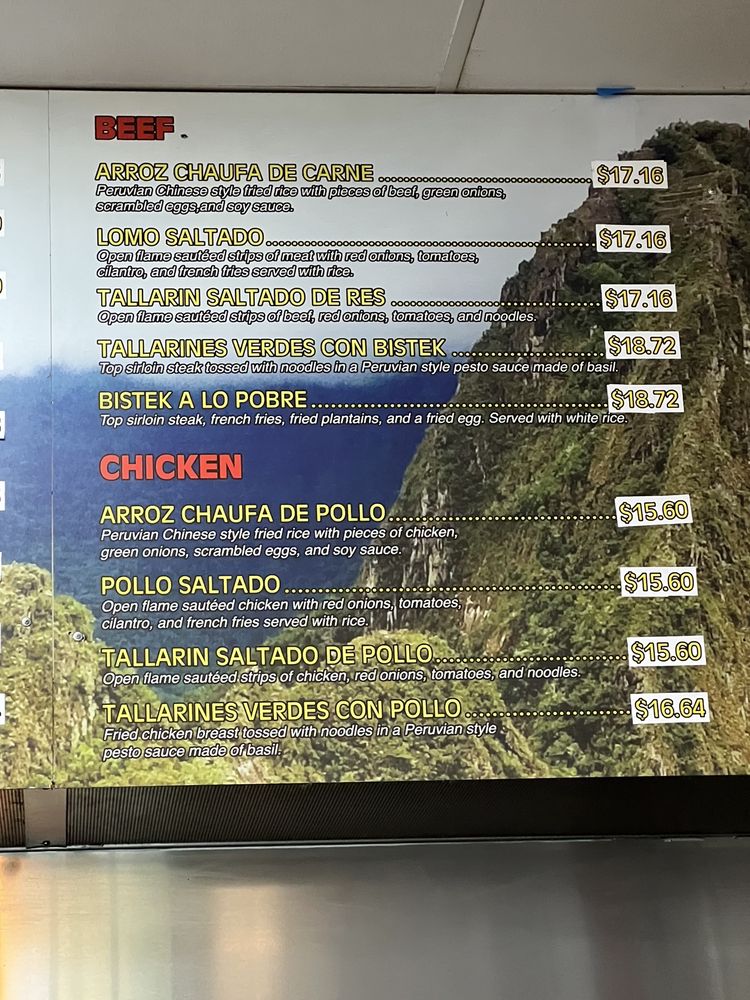 BEEF
ARROZ CHAUFA DE CARNE $17.16
Peruvian Chinese style fried rice with pieces of beef, green onions,
scrambled eggs,and soy sauce.
LOMO SALTADO $17.16
Open flame sautéed strips of meat with red onions, tomatoes,
cilantro, and french fries served with rice.
TALLARIN SALTADO DE RES $17.16
Open flame sautéed strips of beef, red onions, tomatoes, and noodles.
TALLARINES VERDES CON BISTEK $18.72
Top sirloin steak tossed with noodles in a Peruvian style pesto sauce made of basil.
BISTEK A LO POBRE $18.72
Top sirloin steak, french fries, fried plantains, and a fried egg. Served with white rice.
CHICKEN
ARROZ CHAUFA DE POLLO $15.60
Peruvian Chinese style fried rice with pieces of chicken,
green onions, scrambled eggs, and soy sauce.
POLLO SALTADO $15.60
Open flame sautéed chicken with red onions, tomatoes,
cilantro, and french fries served with rice.
TALLARIN SALTADO DE POLLO $15.60
Open flame sautéed strips of chicken, red onions, tomatoes, and noodles.
TALLARINES VERDES CON POLLO $16.64
Fried chicken breast tossed with noodles in a Peruvian style
pesto sauce made of basil.